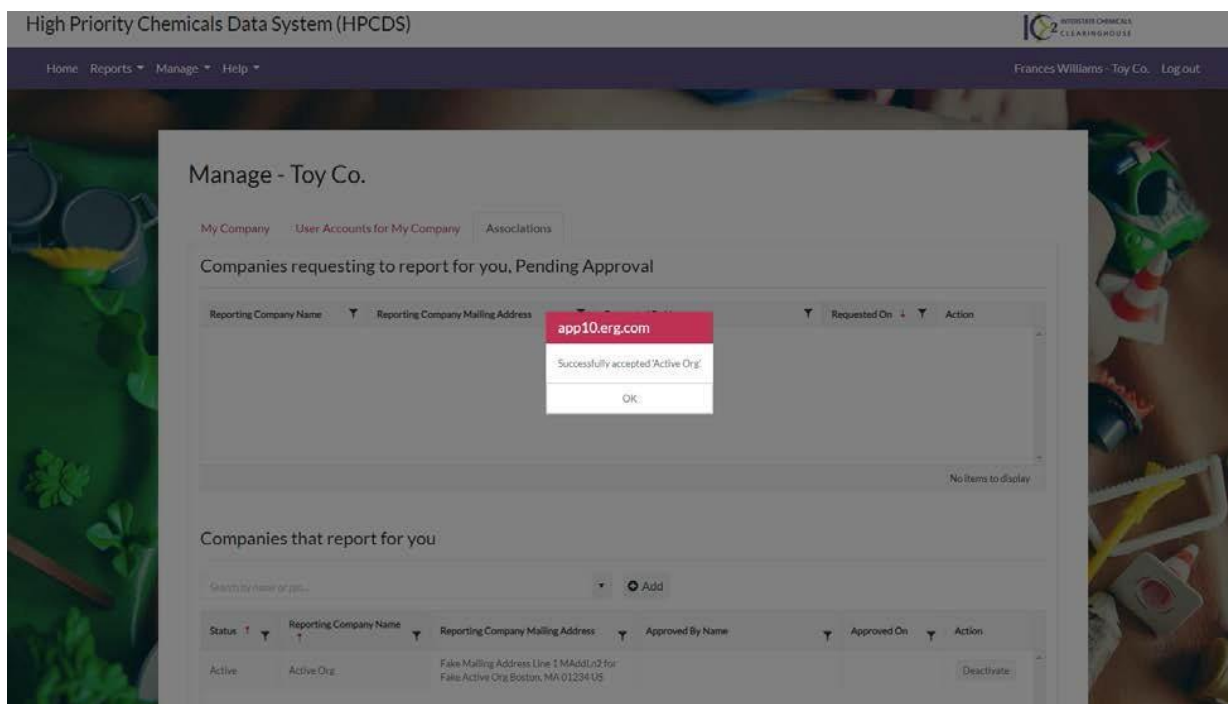 High Priority Chemicals Data System (HPCDS)
INTERSTATE CHEMICALS
CLEARINGHOUSE
Home Reports Manage Help Frances Williams - Toy Co. Log out
Manage - Toy Co.
My Company User Accounts for My Company Associations
Companies requesting to report for you, Pending Approval
Reporting Company Name Reporting Company Mailing Address Requested On Action
app10.erg.com
Successfully accepted 'Active Org'
OK
No items to display
Companies that report for you
Search by name or
Add
Status Reporting Company Name Reporting Company Mailing Address Approved By Name Approved On Action
Active Active Org Fake Mailing Address Line 1 MAddLn2 for
Fake Active Org Boston, MA 01234 US Deactivate